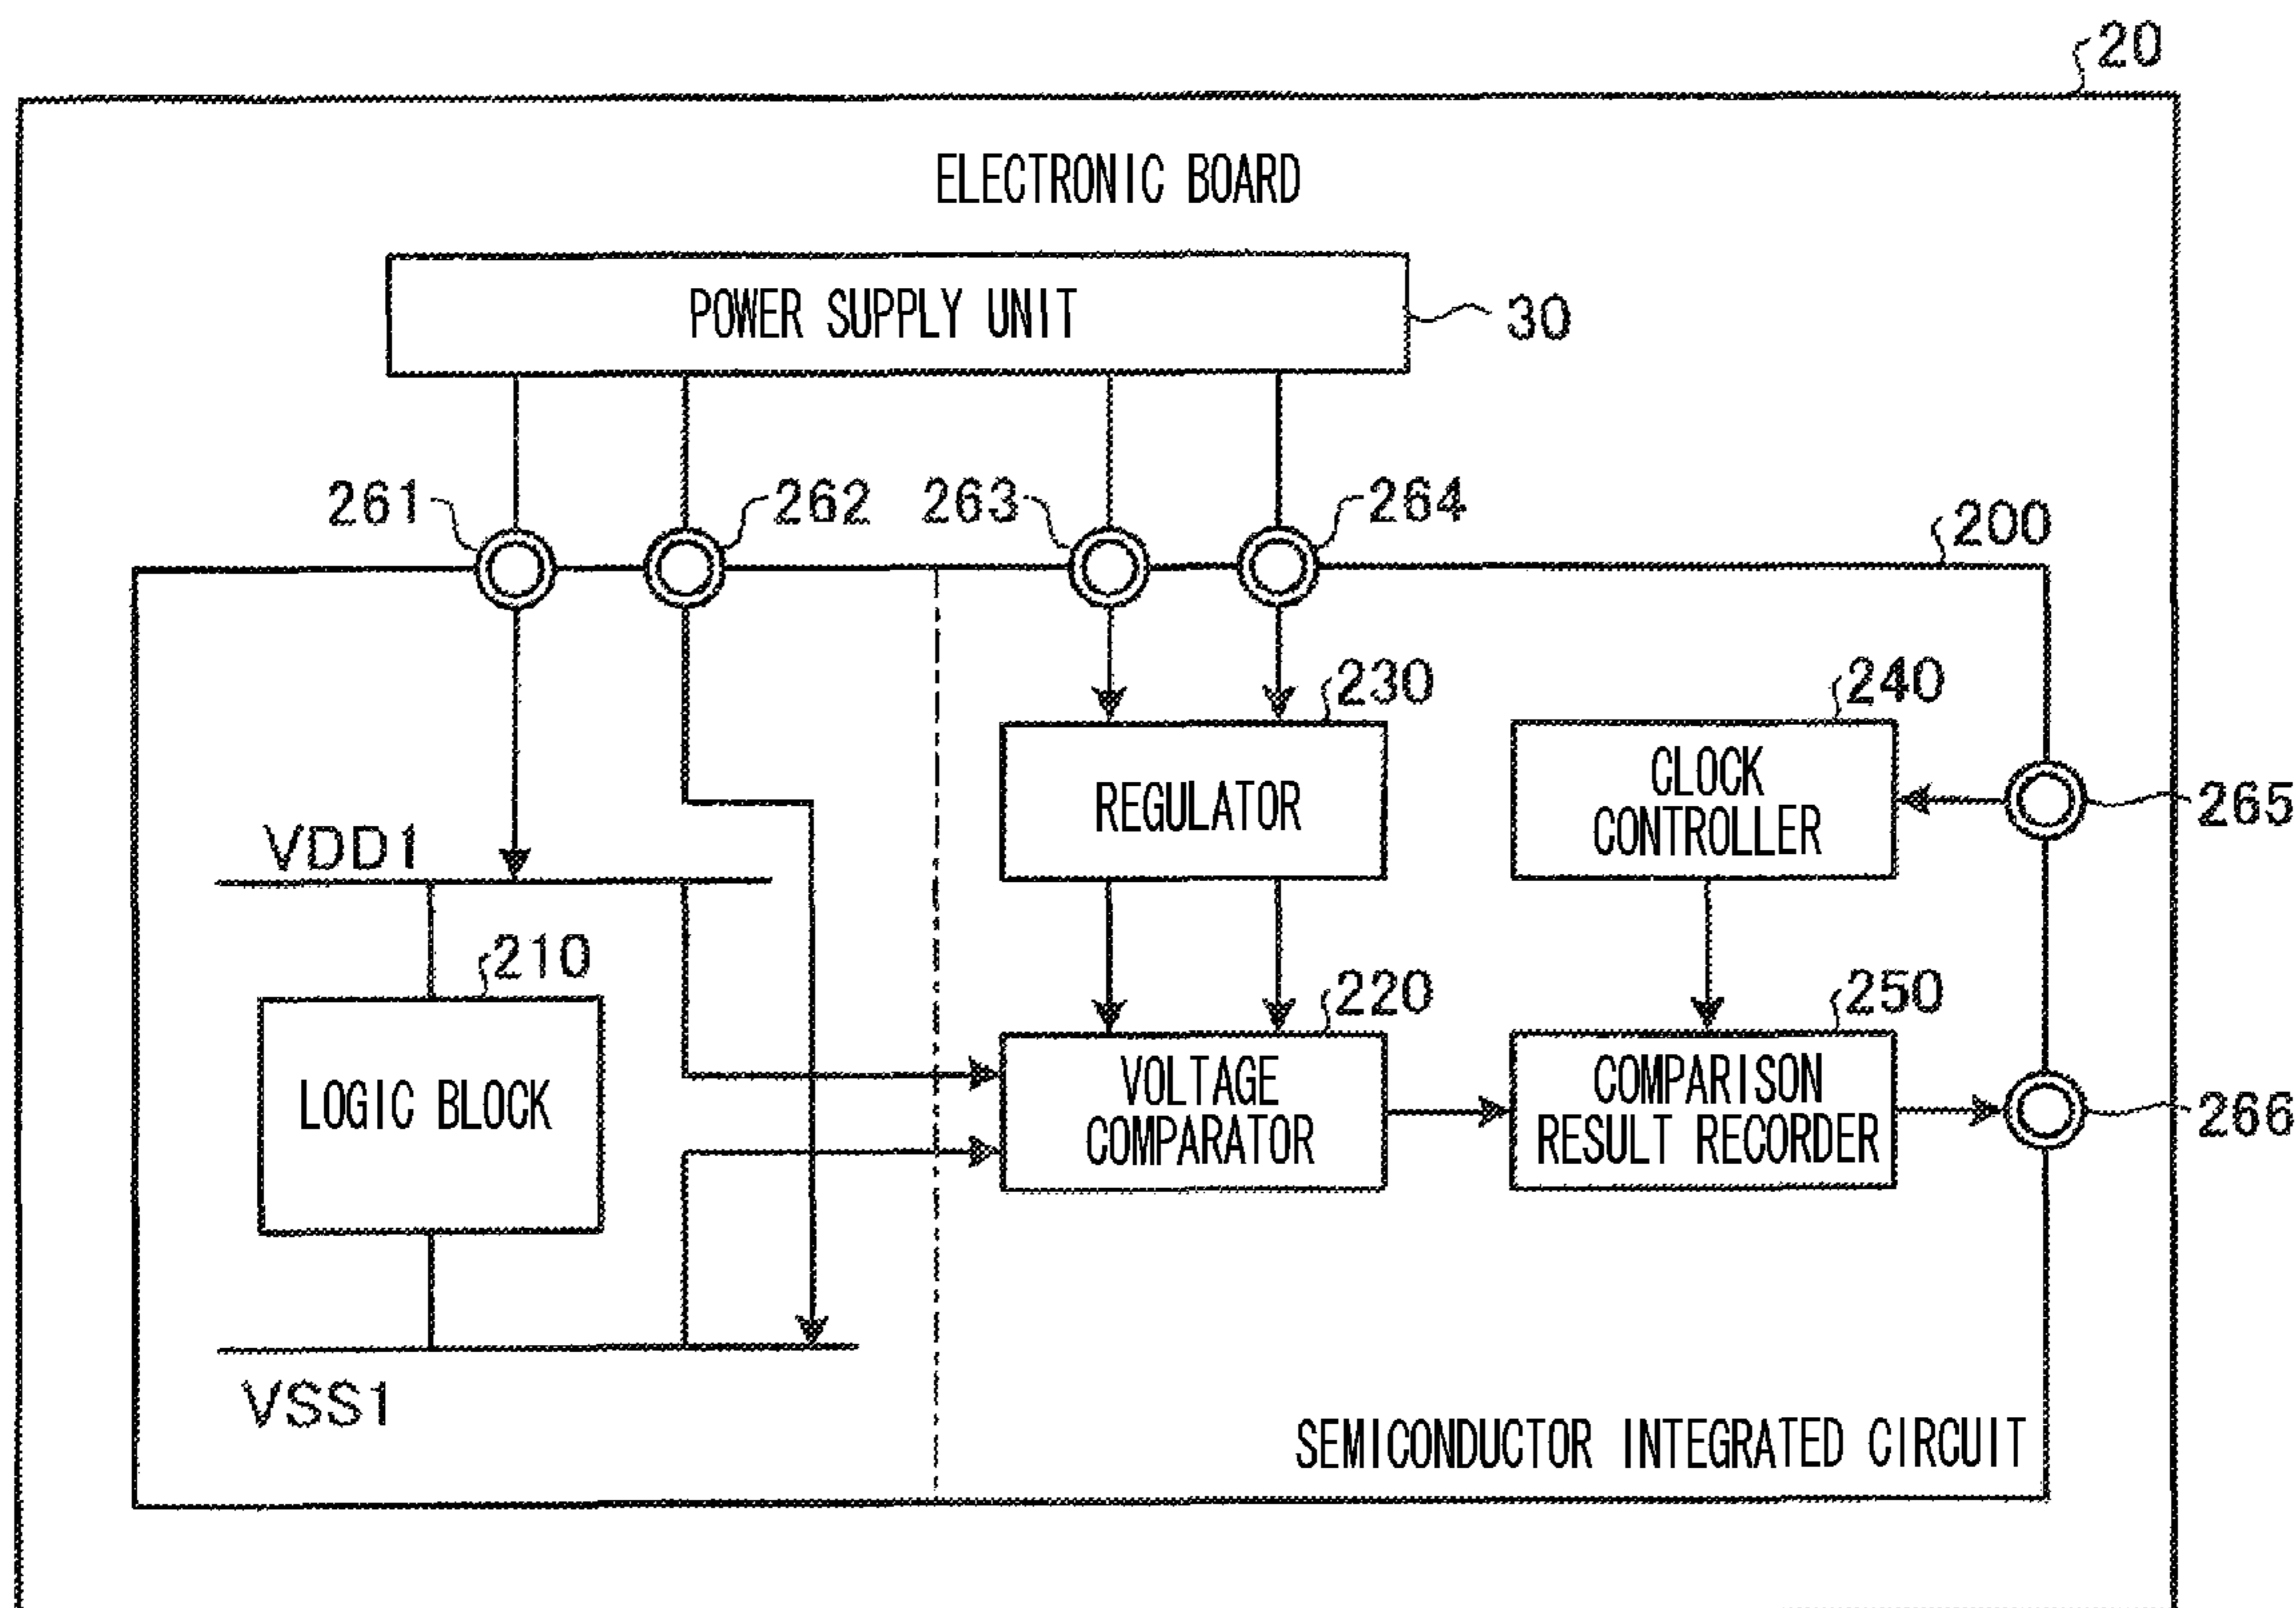 20
ELECTRONIC BOARD
POWER SUPPLY UNIT
30
261
262
263
264
200
230
240
REGULATOR
CLOCK
CONTROLLER
265
VDD1
210
220
250
LOGIC BLOCK
VOLTAGE
COMPARATOR
COMPARISON
RESULT RECORDER
266
VSS1
SEMICONDUCTOR INTEGRATED CIRCUIT